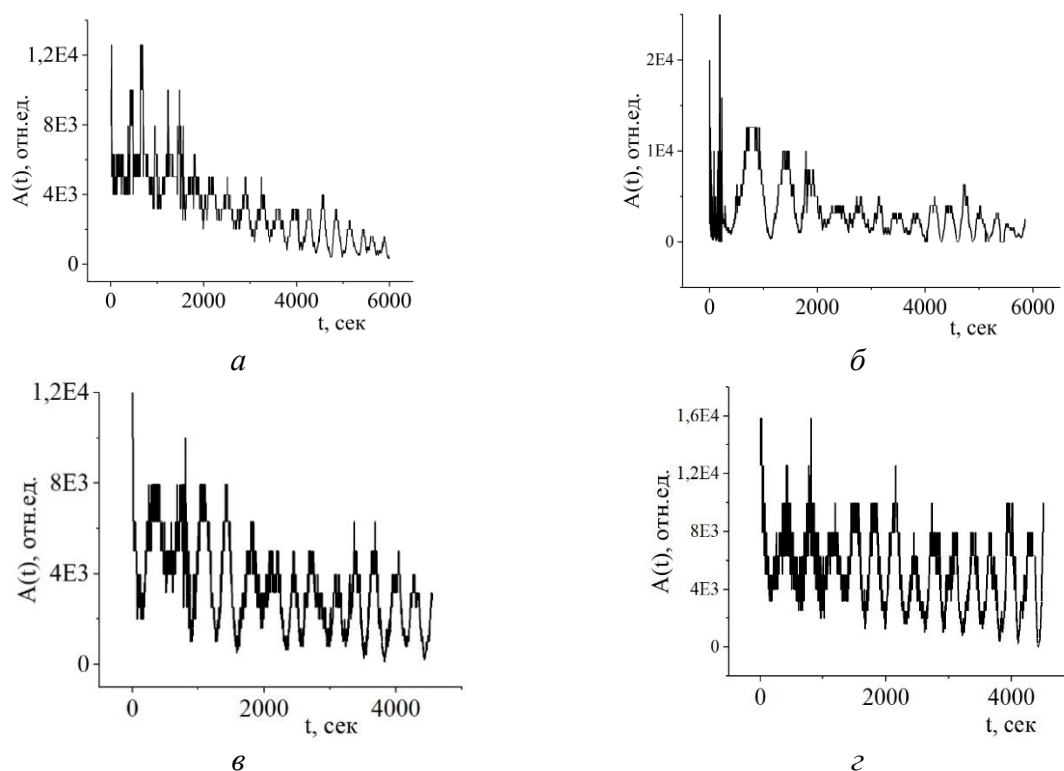 1,2E4
8E3
4E3
0
A(t), отн.ед.
0 2000 4000 6000
t, сек
а
2E4
1E4
0
A(t), отн.ед.
0 2000 4000 6000
t, сек
б
1,2E4
8E3
4E3
0
A(t), отн.ед.
0 2000 4000
t, сек
в
1,6E4
1,2E4
8E3
4E3
0
A(t), отн.ед.
0 2000 4000
t, сек
г